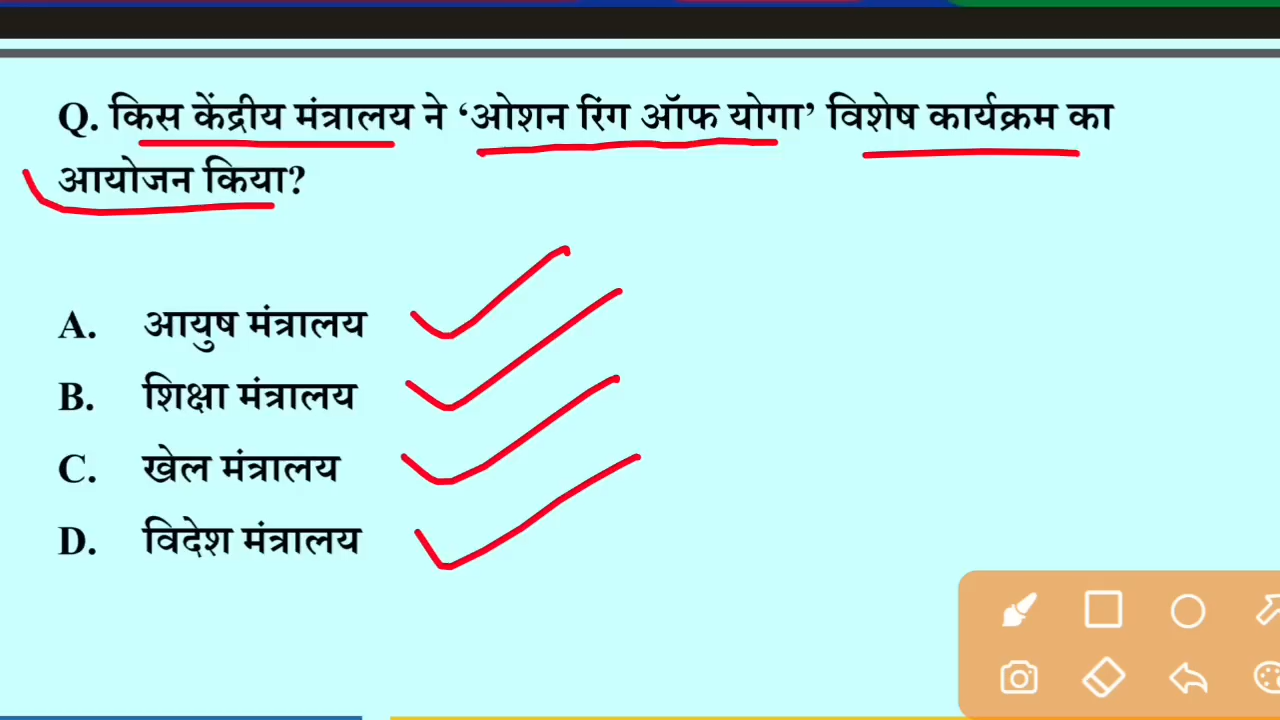 Q. किस केंद्रीय मंत्रालय ने ‘ओशन रिंग ऑफ योगा’ विशेष कार्यक्रम का
आयोजन किया?
A. आयुष मंत्रालय
B. शिक्षा मंत्रालय
C. खेल मंत्रालय
D. विदेश मंत्रालय